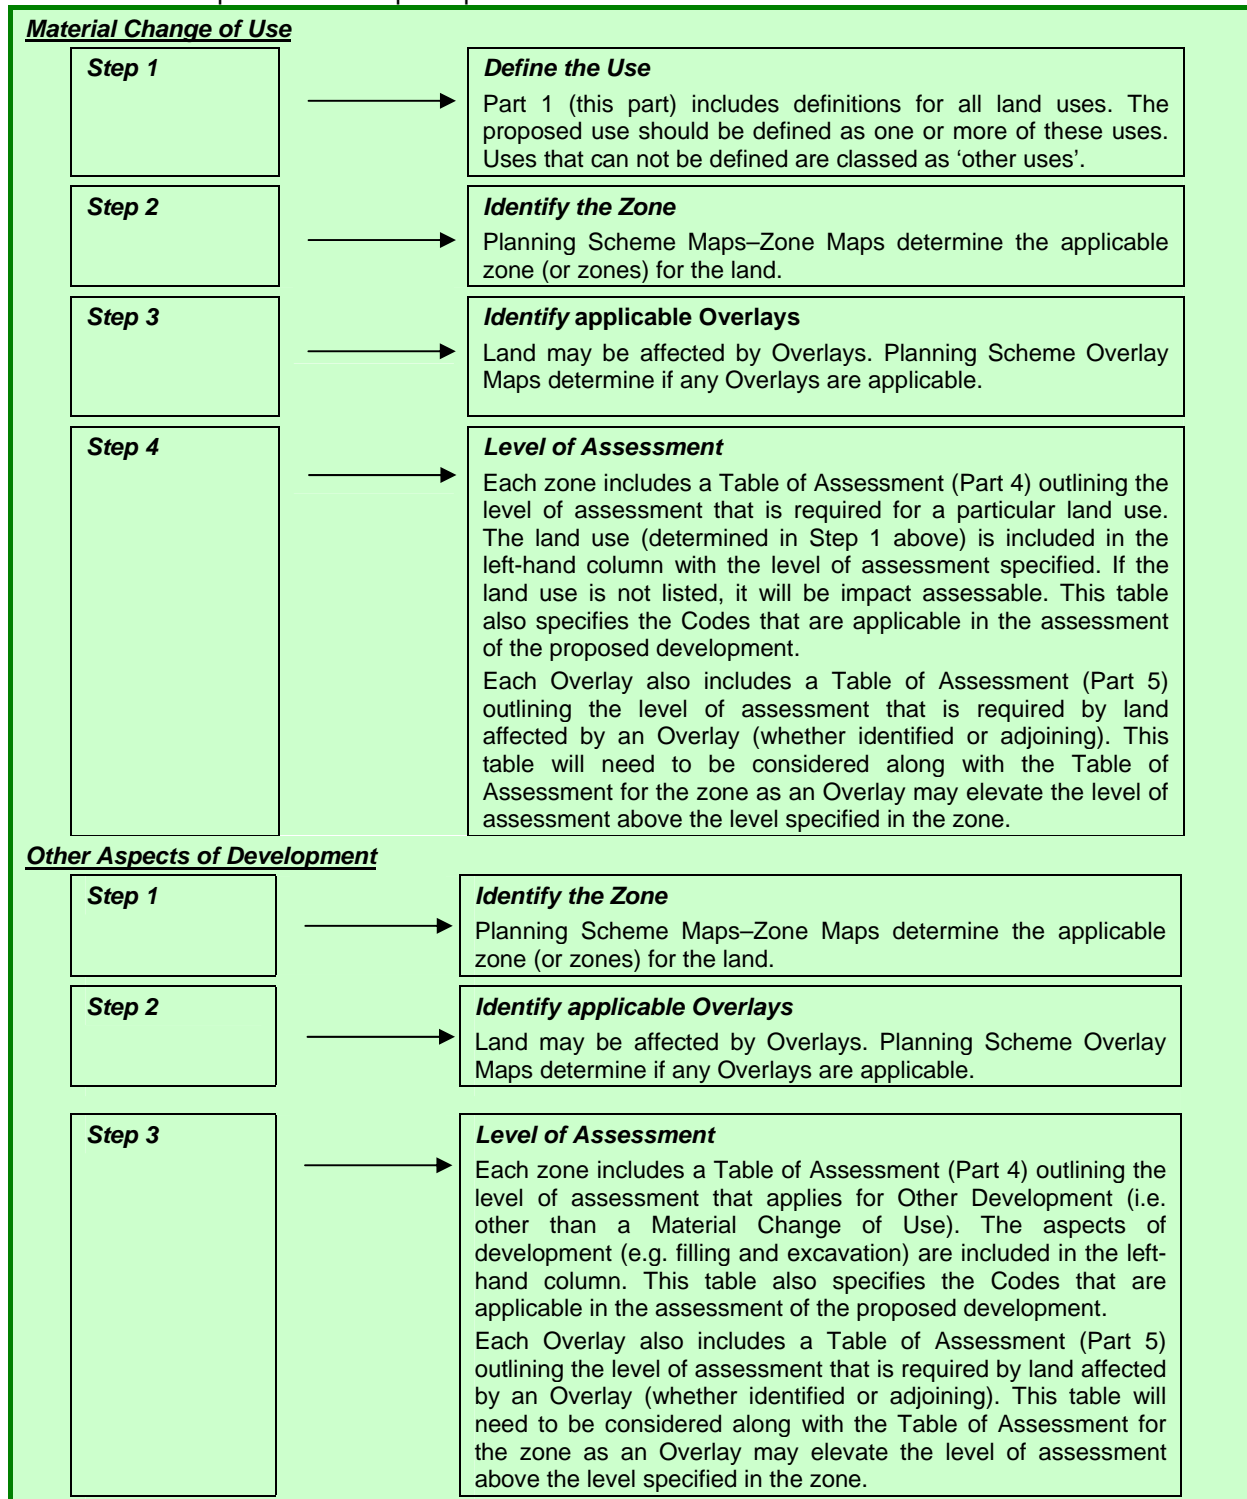 Material Change of Use
Step 1
Define the Use
Part 1 (this part) includes definitions for all land uses. The
proposed use should be defined as one or more of these uses.
Uses that can not be defined are classed as ‘other uses’.
Step 2
Identify the Zone
Planning Scheme Maps–Zone Maps determine the applicable
zone (or zones) for the land.
Step 3
Identify applicable Overlays
Land may be affected by Overlays. Planning Scheme Overlay
Maps determine if any Overlays are applicable.
Step 4
Level of Assessment
Each zone includes a Table of Assessment (Part 4) outlining the
level of assessment that is required for a particular land use.
The land use (determined in Step 1 above) is included in the
left-hand column with the level of assessment specified. If the
land use is not listed, it will be impact assessable. This table
also specifies the Codes that are applicable in the assessment
of the proposed development.
Each Overlay also includes a Table of Assessment (Part 5)
outlining the level of assessment that is required by land
affected by an Overlay (whether identified or adjoining). This
table will need to be considered along with the Table of
Assessment for the zone as an Overlay may elevate the level of
assessment above the level specified in the zone.
Other Aspects of Development
Step 1
Identify the Zone
Planning Scheme Maps–Zone Maps determine the applicable
zone (or zones) for the land.
Step 2
Identify applicable Overlays
Land may be affected by Overlays. Planning Scheme Overlay
Maps determine if any Overlays are applicable.
Step 3
Level of Assessment
Each zone includes a Table of Assessment (Part 4) outlining the
level of assessment that applies for Other Development (i.e.
other than a Material Change of Use). The aspects of
development (e.g. filling and excavation) are included in the left-
hand column. This table also specifies the Codes that are
applicable in the assessment of the proposed development.
Each Overlay also includes a Table of Assessment (Part 5)
outlining the level of assessment that is required by land affected
by an Overlay (whether identified or adjoining). This table will
need to be considered along with the Table of Assessment for
the zone as an Overlay may elevate the level of assessment
above the level specified in the zone.